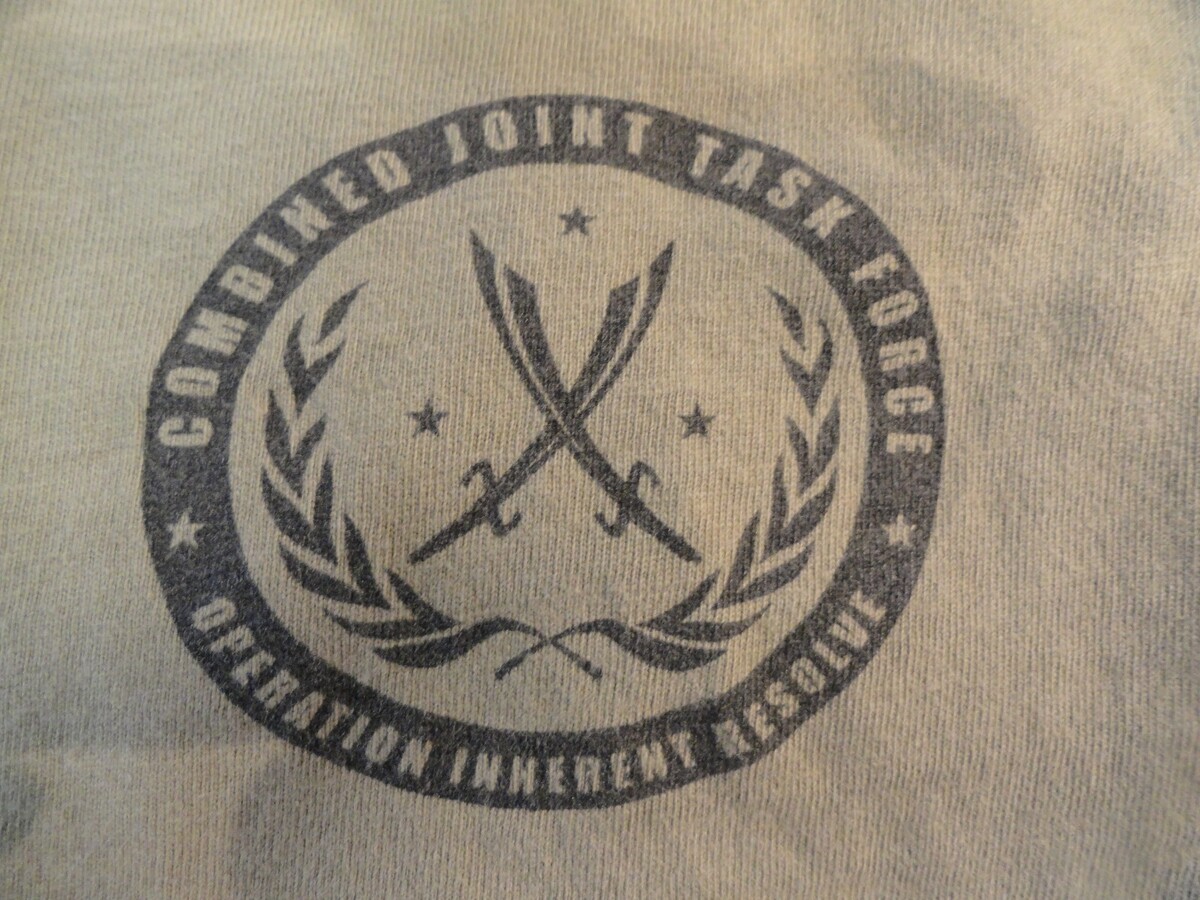 COMBINED JOINT TASK FORCE
OPERATION INHERENT RESOLVE